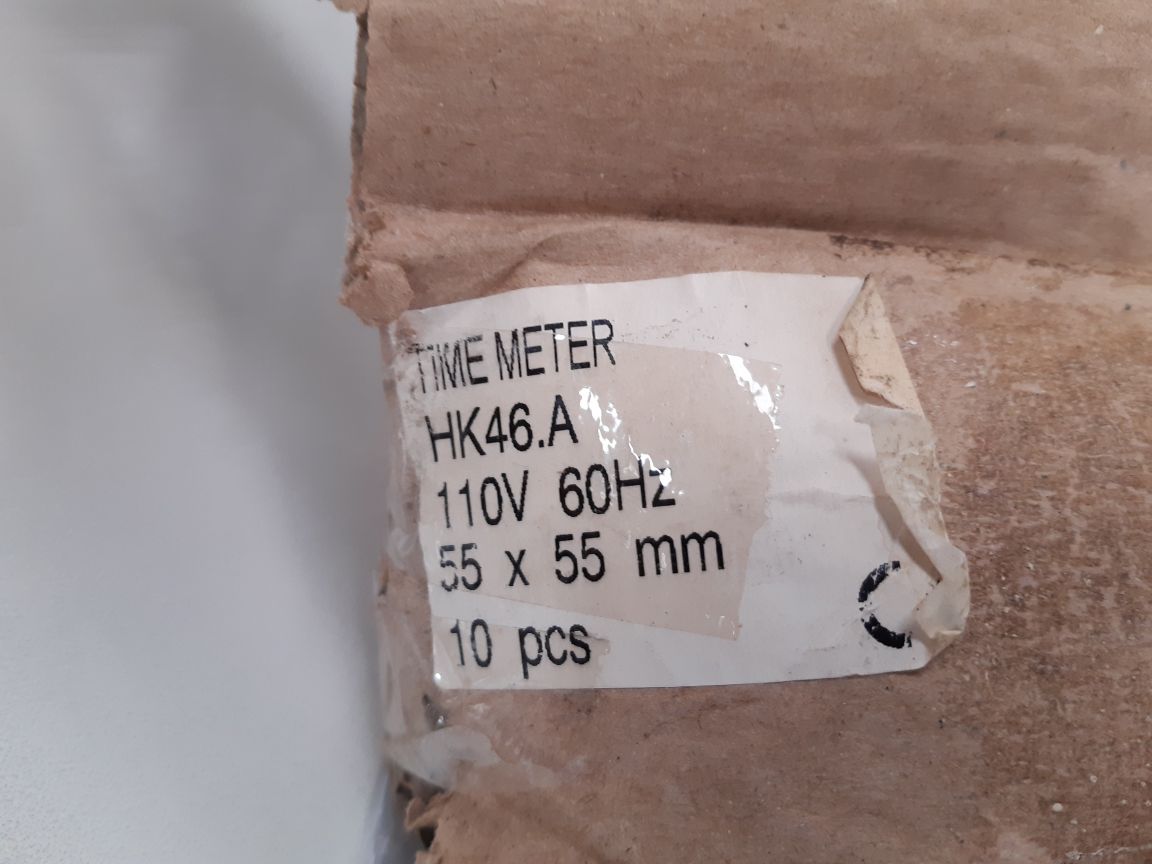 TIME METER
HK46.A
110V 60Hz
55 x 55 mm
10 pcs